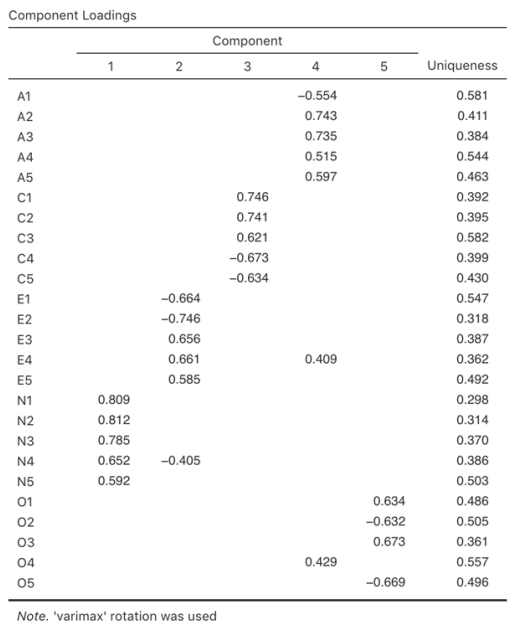 Component Loadings
Component
1 2 3 4 5 Uniqueness
A1 −0.554 0.581
A2 0.743 0.411
A3 0.735 0.384
A4 0.515 0.544
A5 0.597 0.463
C1 0.746 0.392
C2 0.741 0.395
C3 0.621 0.582
C4 −0.673 0.399
C5 −0.634 0.430
E1 −0.664 0.547
E2 −0.746 0.318
E3 0.656 0.387
E4 0.661 0.409 0.362
E5 0.585 0.492
N1 0.809 0.298
N2 0.812 0.314
N3 0.785 0.370
N4 0.652 −0.405 0.386
N5 0.592 0.503
O1 0.634 0.486
O2 −0.632 0.505
O3 0.673 0.361
O4 0.429 0.557
O5 −0.669 0.496
Note. 'varimax' rotation was used